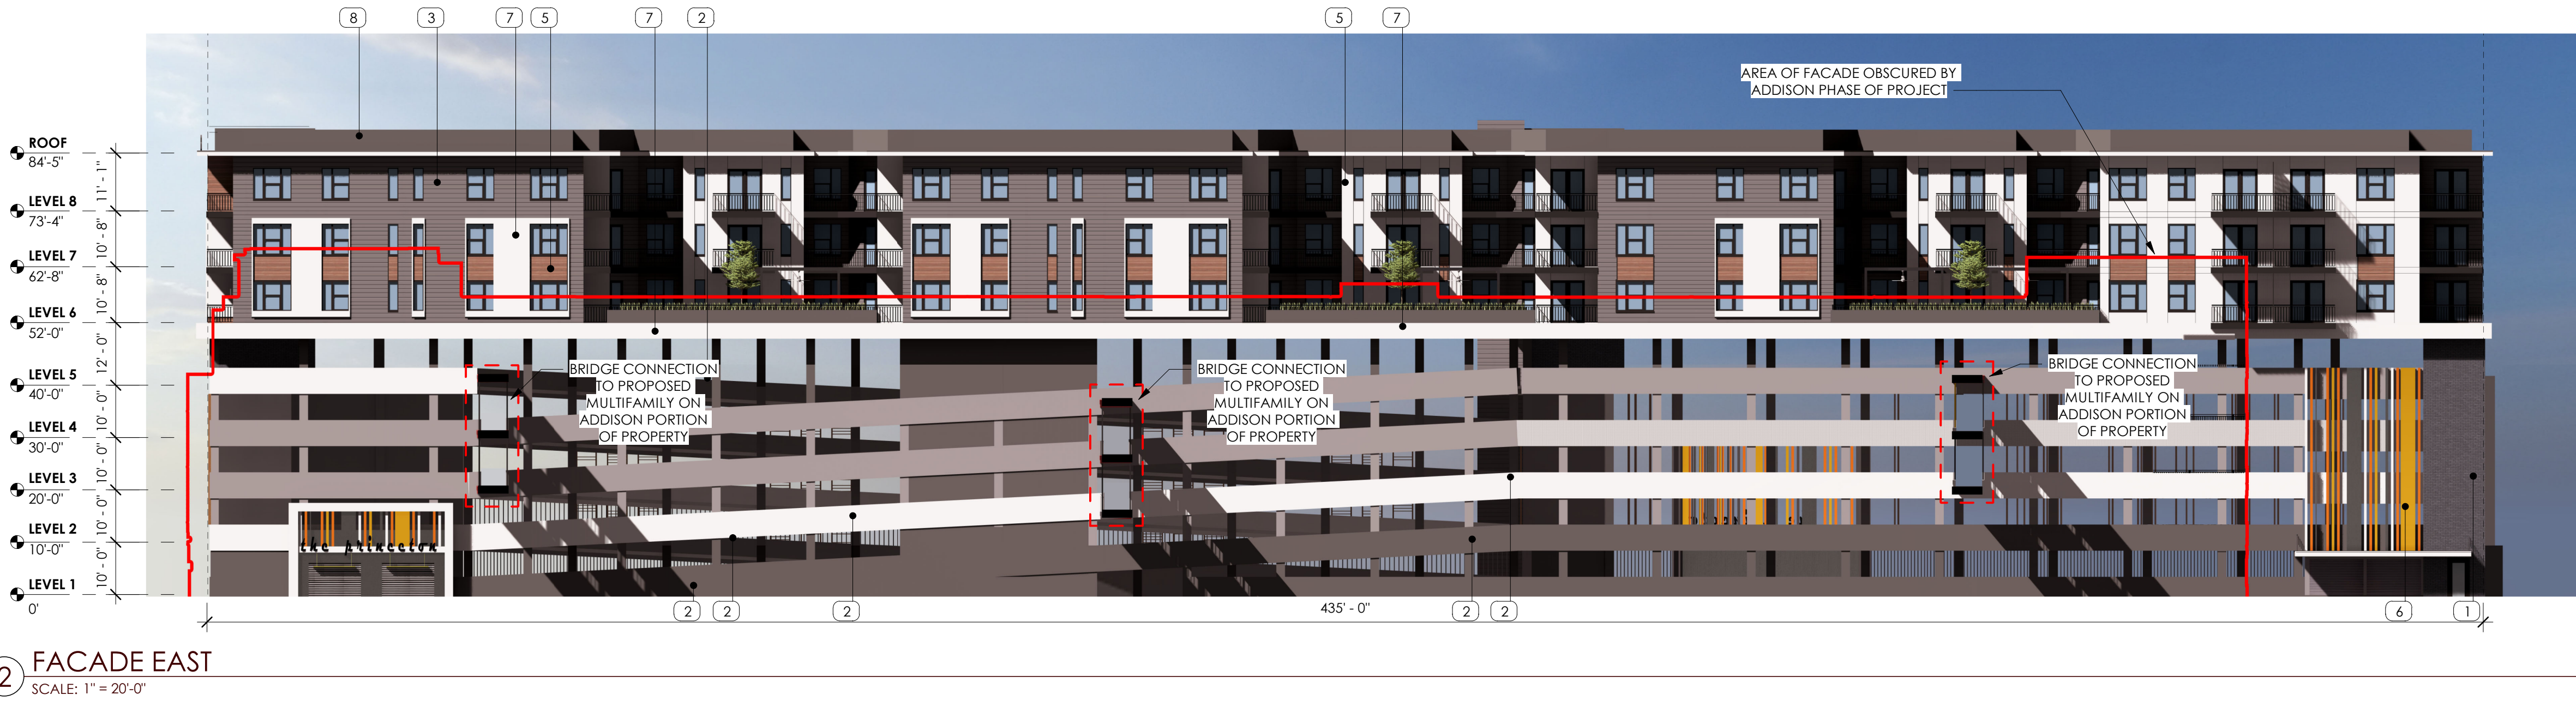 8 3 7 5 7 2 5 7
AREA OF FACADE OBSCURED BY
ADDISON PHASE OF PROJECT
ROOF
84'-5"
11' - 1"
LEVEL 8
73'-4"
10' - 8"
LEVEL 7
62'-8"
10' - 8"
LEVEL 6
52'-0"
12' - 0"
LEVEL 5
40'-0"
10' - 0"
LEVEL 4
30'-0"
10' - 0"
LEVEL 3
20'-0"
10' - 0"
LEVEL 2
10'-0"
10' - 0"
LEVEL 1
0'
BRIDGE CONNECTION
TO PROPOSED
MULTIFAMILY ON
ADDISON PORTION
OF PROPERTY
BRIDGE CONNECTION
TO PROPOSED
MULTIFAMILY ON
ADDISON PORTION
OF PROPERTY
BRIDGE CONNECTION
TO PROPOSED
MULTIFAMILY ON
ADDISON PORTION
OF PROPERTY
the princeton
2 2 2 435' - 0" 2 2 6 1
2 FACADE EAST
SCALE: 1" = 20'-0"